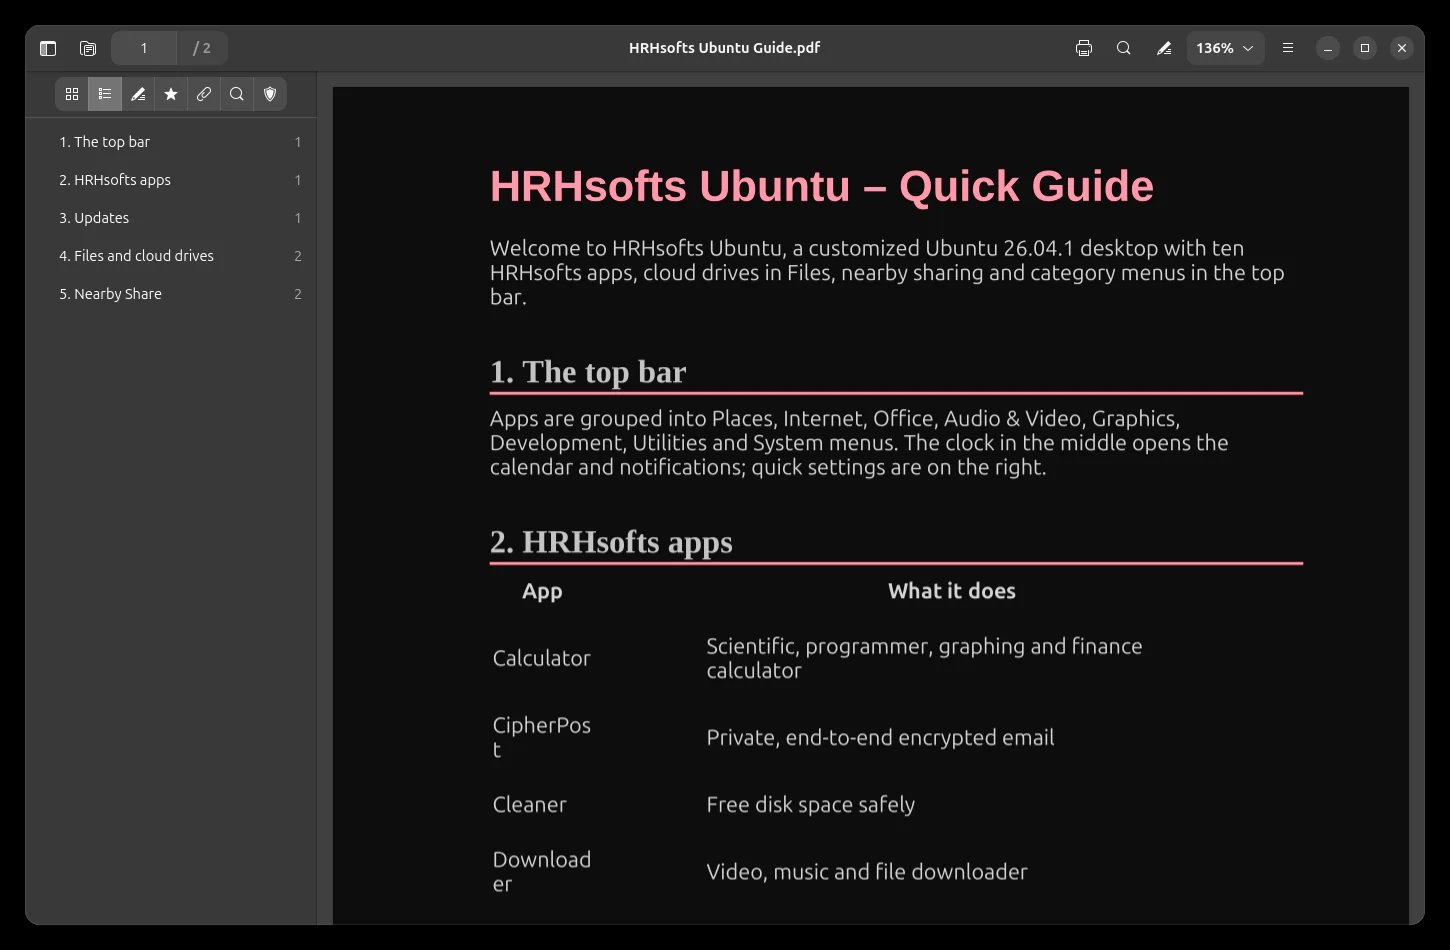 1
/ 2
HRHsofts Ubuntu Guide.pdf
136%
1. The top bar 1
2. HRHsofts apps 1
3. Updates 1
4. Files and cloud drives 2
5. Nearby Share 2
HRHsofts Ubuntu – Quick Guide
Welcome to HRHsofts Ubuntu, a customized Ubuntu 26.04.1 desktop with ten
HRHsofts apps, cloud drives in Files, nearby sharing and category menus in the top
bar.
1. The top bar
Apps are grouped into Places, Internet, Office, Audio & Video, Graphics,
Development, Utilities and System menus. The clock in the middle opens the
calendar and notifications; quick settings are on the right.
2. HRHsofts apps
App What it does
Calculator
Scientific, programmer, graphing and finance
calculator
CipherPos
t
Private, end-to-end encrypted email
Cleaner
Free disk space safely
Download
er
Video, music and file downloader